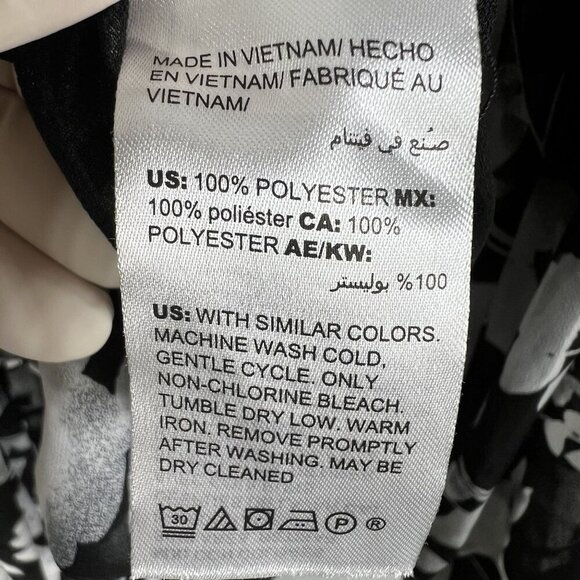 MADE IN VIETNAM/ HECHO
EN VIETNAM/ FABRIQUÉ AU
VIETNAM/
صُنع في فيتنام
US: 100% POLYESTER MX:
100% poliéster CA: 100%
POLYESTER AE/KW:
100% بوليستر
US: WITH SIMILAR COLORS.
MACHINE WASH COLD,
GENTLE CYCLE. ONLY
NON-CHLORINE BLEACH.
TUMBLE DRY LOW. WARM
IRON. REMOVE PROMPTLY
AFTER WASHING. MAY BE
DRY CLEANED
30 P ®